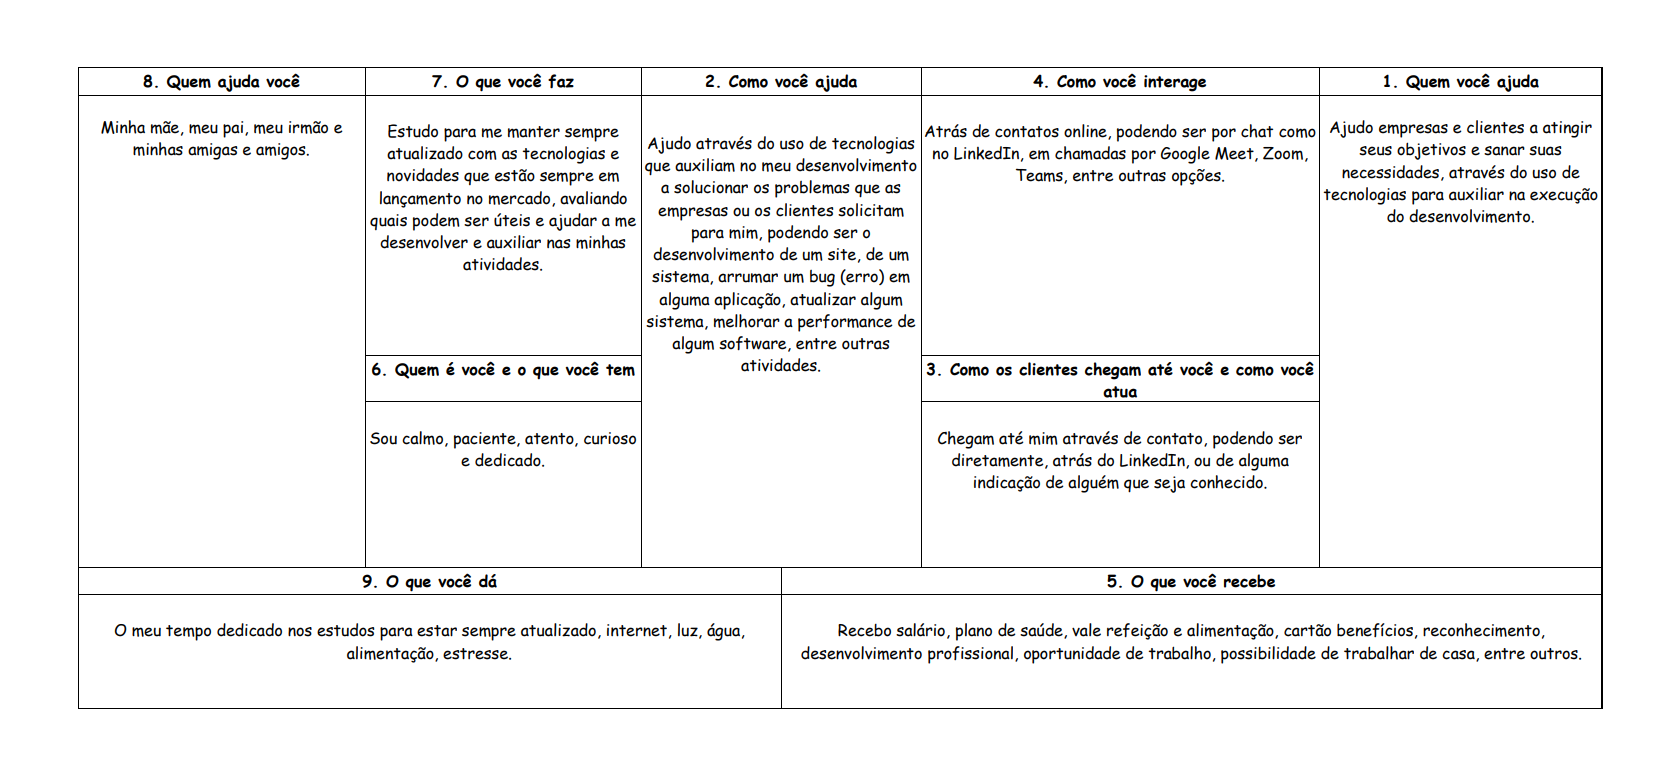 8. Quem ajuda você
Minha mãe, meu pai, meu irmão e
minhas amigas e amigos.
7. O que você faz
Estudo para me manter sempre
atualizado com as tecnologias e
novidades que estão sempre em
lançamento no mercado, avaliando
quais podem ser úteis e ajudar a me
desenvolver e auxiliar nas minhas
atividades.
6. Quem é você e o que você tem
Sou calmo, paciente, atento, curioso
e dedicado.
2. Como você ajuda
Ajudo através do uso de tecnologias
que auxiliam no meu desenvolvimento
a solucionar os problemas que as
empresas ou os clientes solicitam
para mim, podendo ser o
desenvolvimento de um site, de um
sistema, arrumar um bug (erro) em
alguma aplicação, atualizar algum
sistema, melhorar a performance de
algum software, entre outras
atividades.
4. Como você interage
Atrás de contatos online, podendo ser por chat como
no LinkedIn, em chamadas por Google Meet, Zoom,
Teams, entre outras opções.
3. Como os clientes chegam até você e como você
atua
Chegam até mim através de contato, podendo ser
diretamente, atrás do LinkedIn, ou de alguma
indicação de alguém que seja conhecido.
1. Quem você ajuda
Ajudo empresas e clientes a atingir
seus objetivos e sanar suas
necessidades, através do uso de
tecnologias para auxiliar na execução
do desenvolvimento.
9. O que você dá
O meu tempo dedicado nos estudos para estar sempre atualizado, internet, luz, água,
alimentação, estresse.
5. O que você recebe
Recebo salário, plano de saúde, vale refeição e alimentação, cartão benefícios, reconhecimento,
desenvolvimento profissional, oportunidade de trabalho, possibilidade de trabalhar de casa, entre outros.